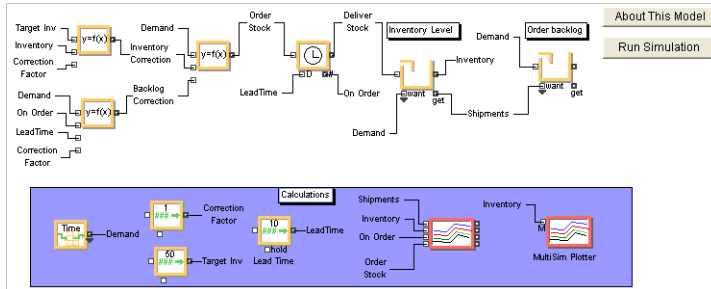 Target Inv
Inventory
Correction
Factor
y=f(x)
Demand
Inventory
Correction
y=f(x)
Order
Stock
D
#
LeadTime
On Order
Deliver
Stock
Inventory Level
Inventory
want
get
Demand
Order backlog
Demand
want
get
Shipments
About This Model
Run Simulation
Demand
On Order
LeadTime
Correction
Factor
y=f(x)
Backlog
Correction
Calculations
Time
Demand
1
###
Correction
Factor
50
###
Target Inv
10
###
LeadTime
hold
Lead Time
Shipments
Inventory
On Order
Order
Stock
Inventory
M
MultiSim Plotter